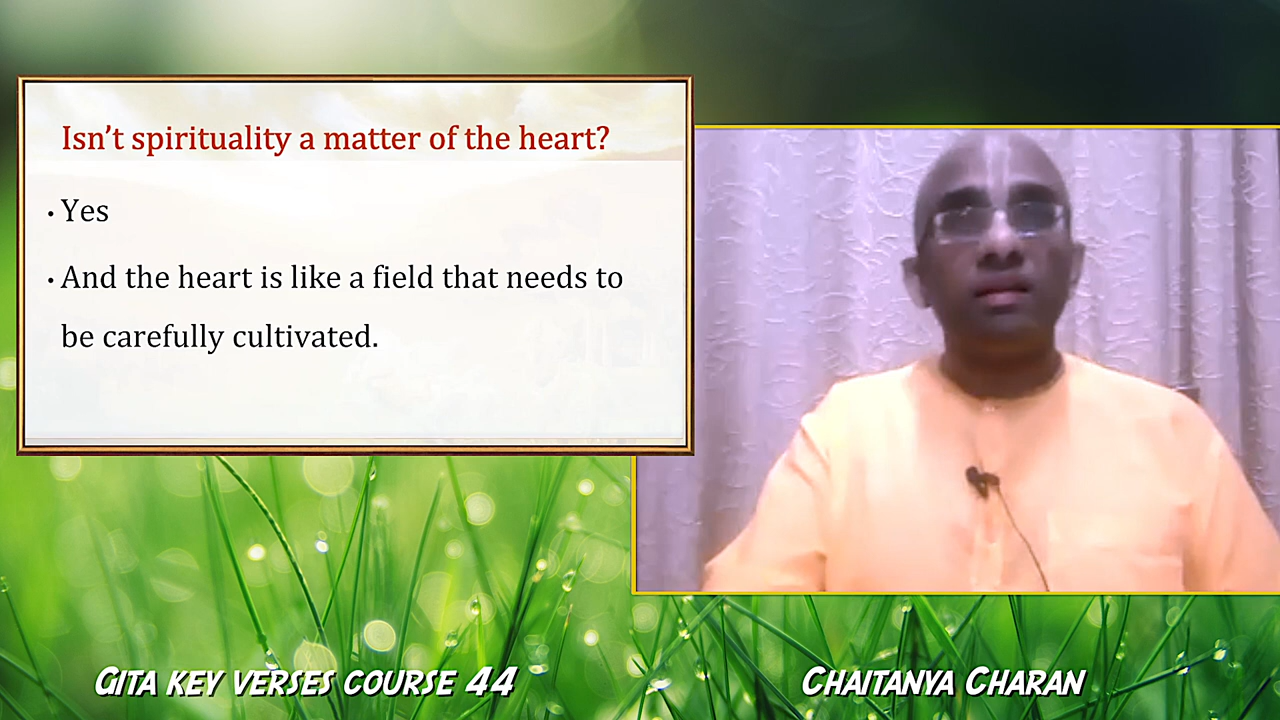 Isn’t spirituality a matter of the heart?
• Yes
• And the heart is like a field that needs to
be carefully cultivated.
GITA KEY VERSES COURSE 44
CHAITANYA CHARAN